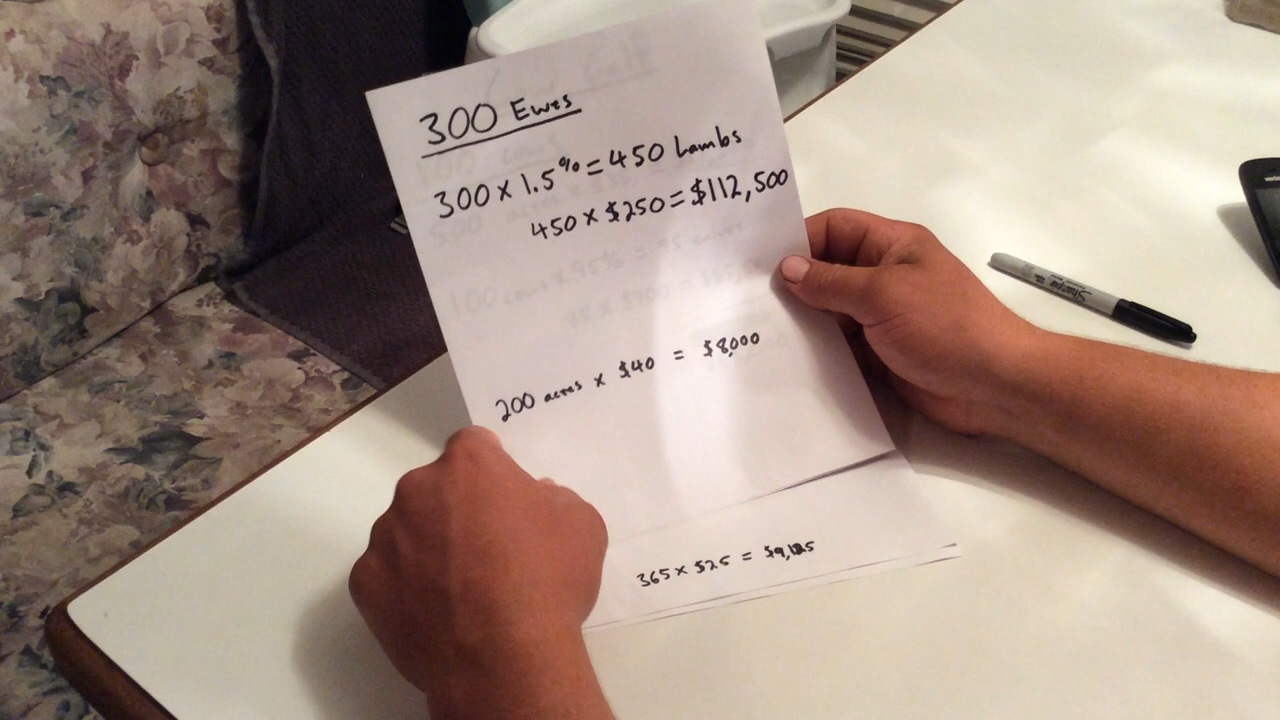 300 Ewes
300 x 1.5% = 450 Lambs
450 x $250 = $112,500
200 acres x $40 = $8,000
365 x $25 = $9,125
Sharpie